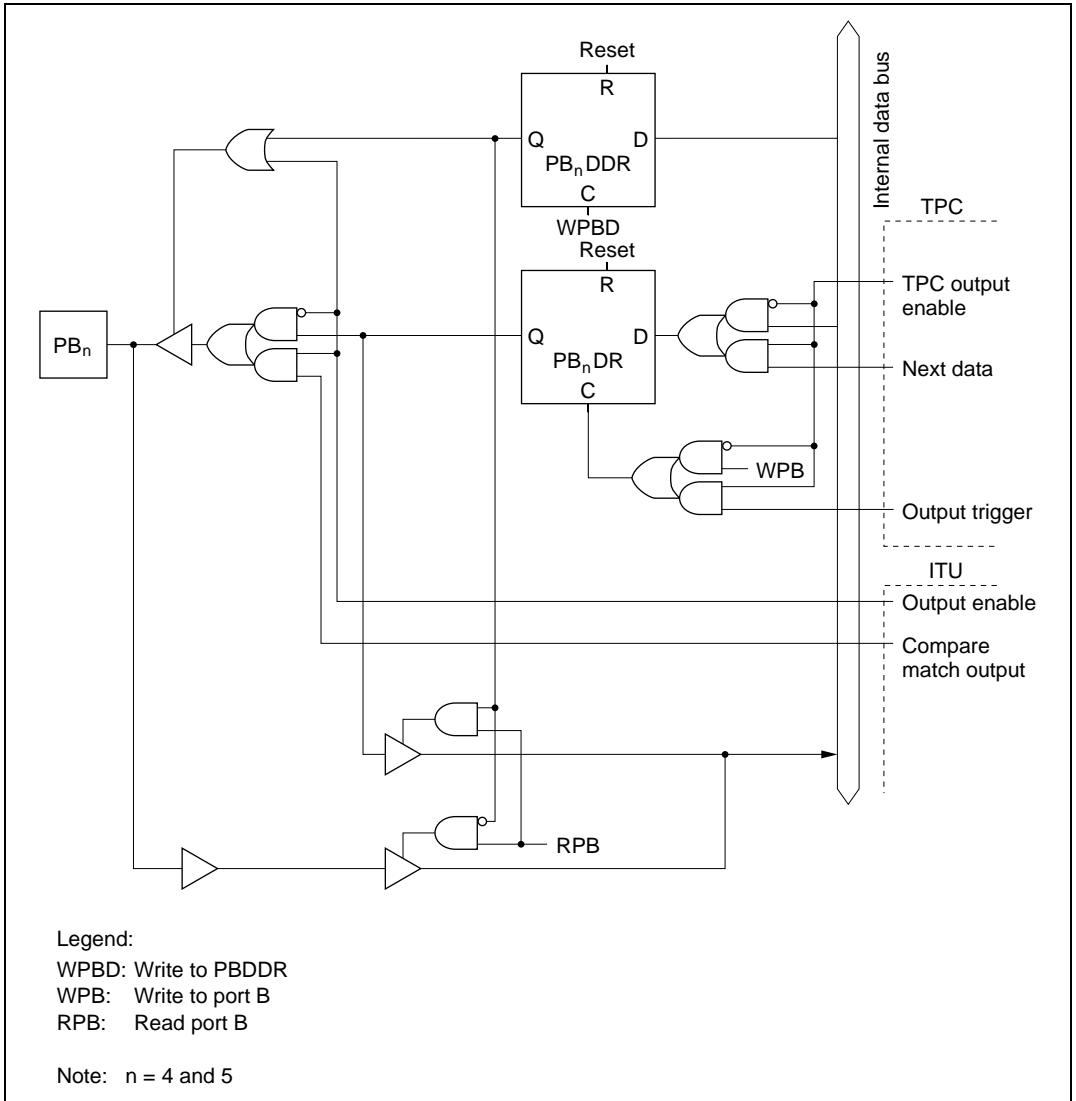 Reset
R
Q D
PBnDDR
C
WPBD
Internal data bus
TPC
Reset
R
Q D
PBnDR
C
TPC output
enable
PBn
Next data
WPB
Output trigger
ITU
Output enable
Compare
match output
RPB
Legend:
WPBD: Write to PBDDR
WPB: Write to port B
RPB: Read port B
Note: n = 4 and 5